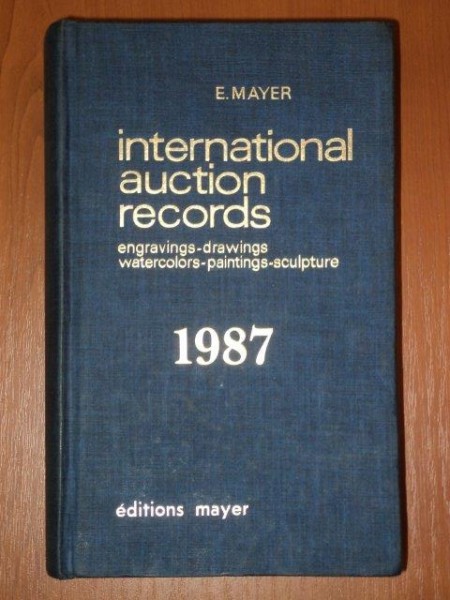 E. MAYER
international
auction
records
engravings-drawings
watercolors-paintings-sculpture
1987
éditions mayer